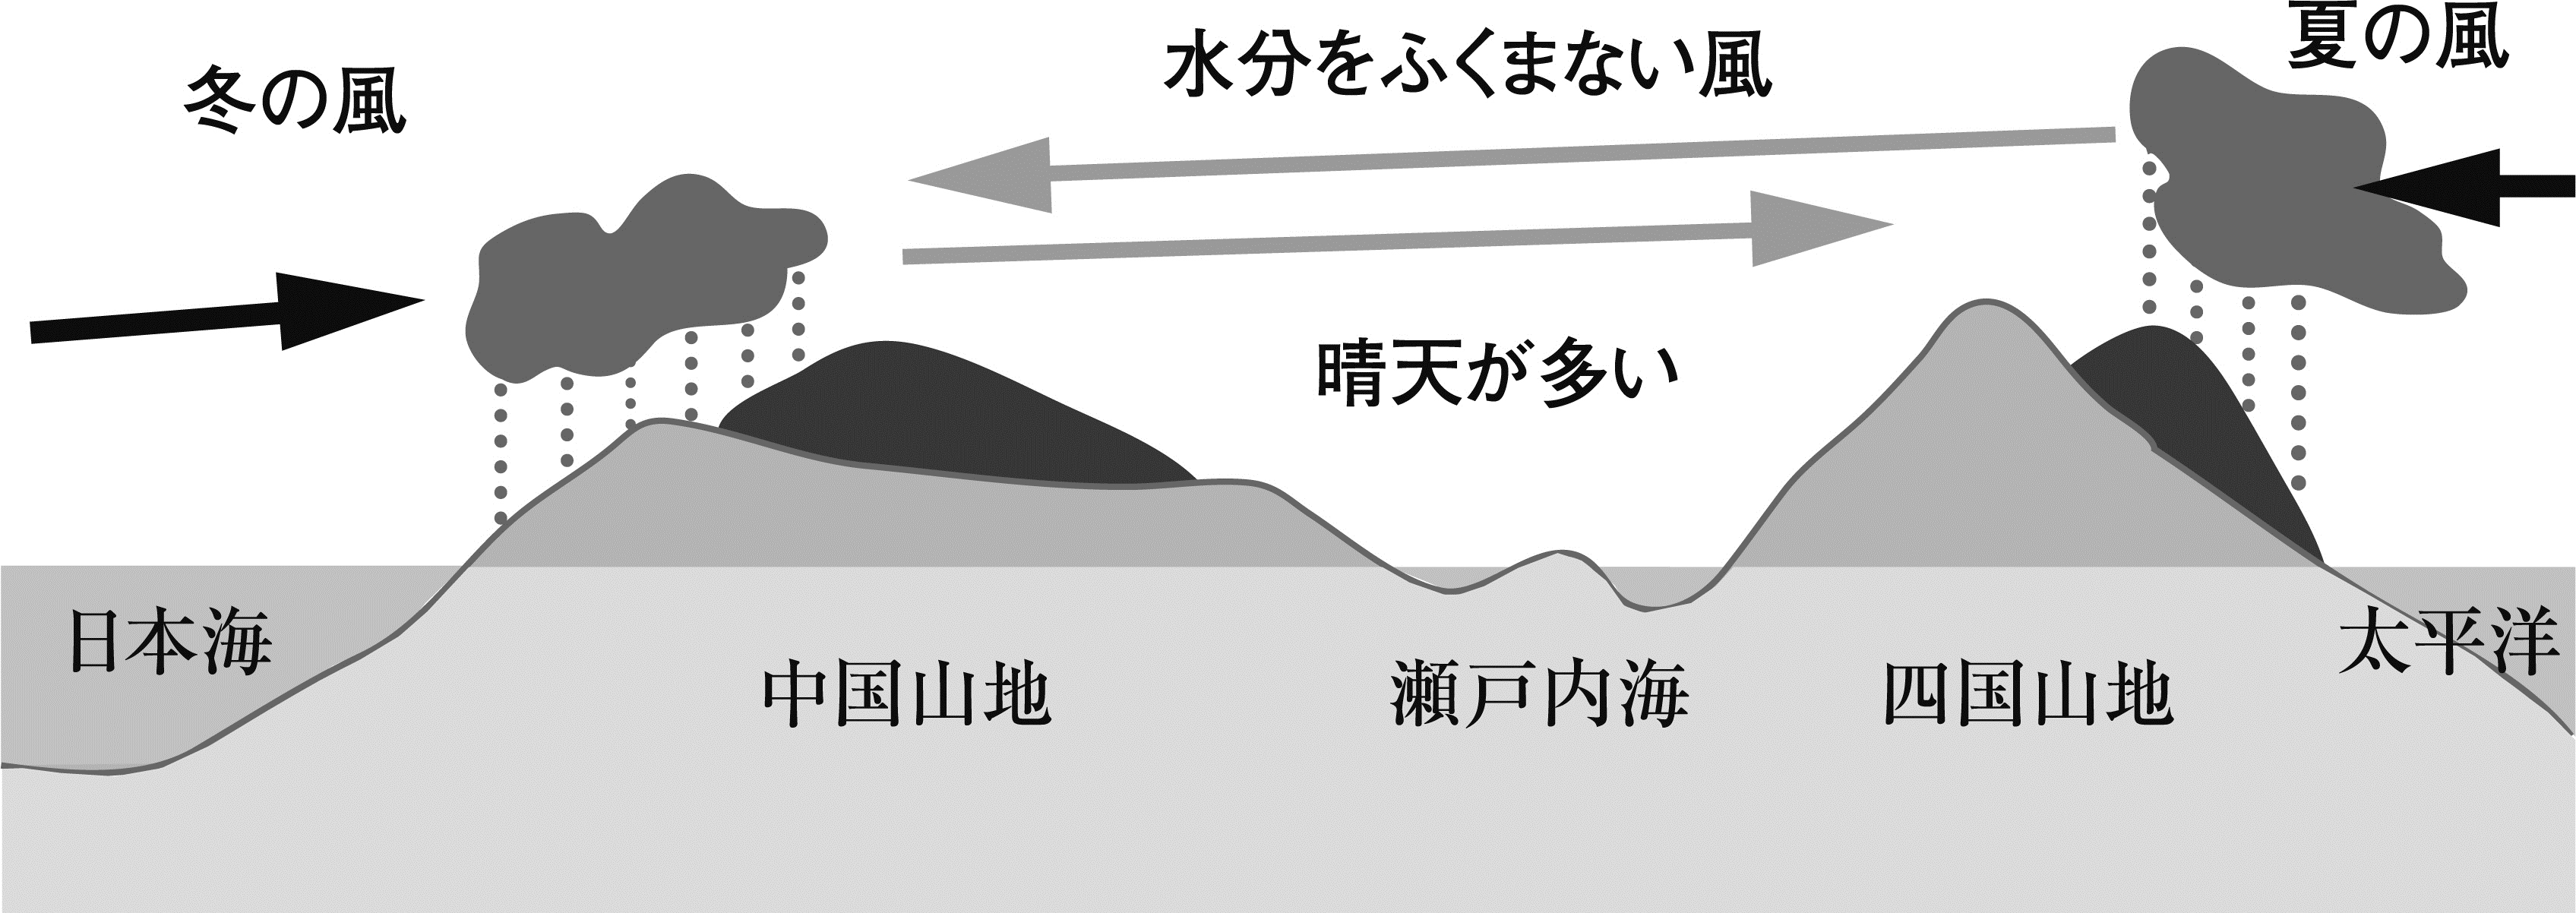 夏の風
水分をふくまない風
冬の風
晴天が多い
日本海
太平洋
中国山地
瀬戸内海
四国山地